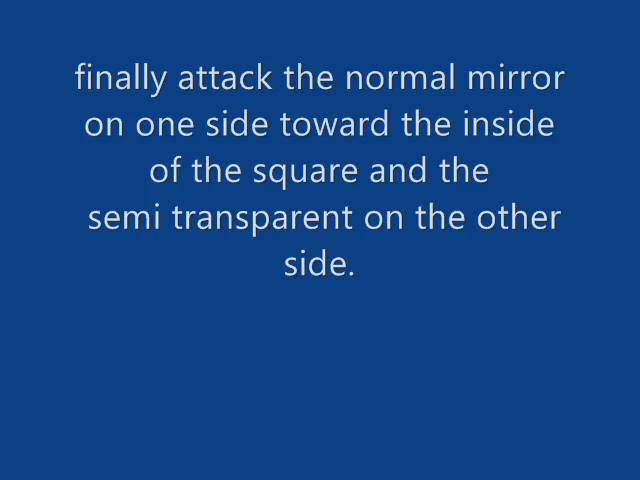 finally attack the normal mirror
on one side toward the inside
of the square and the
semi transparent on the other
side.